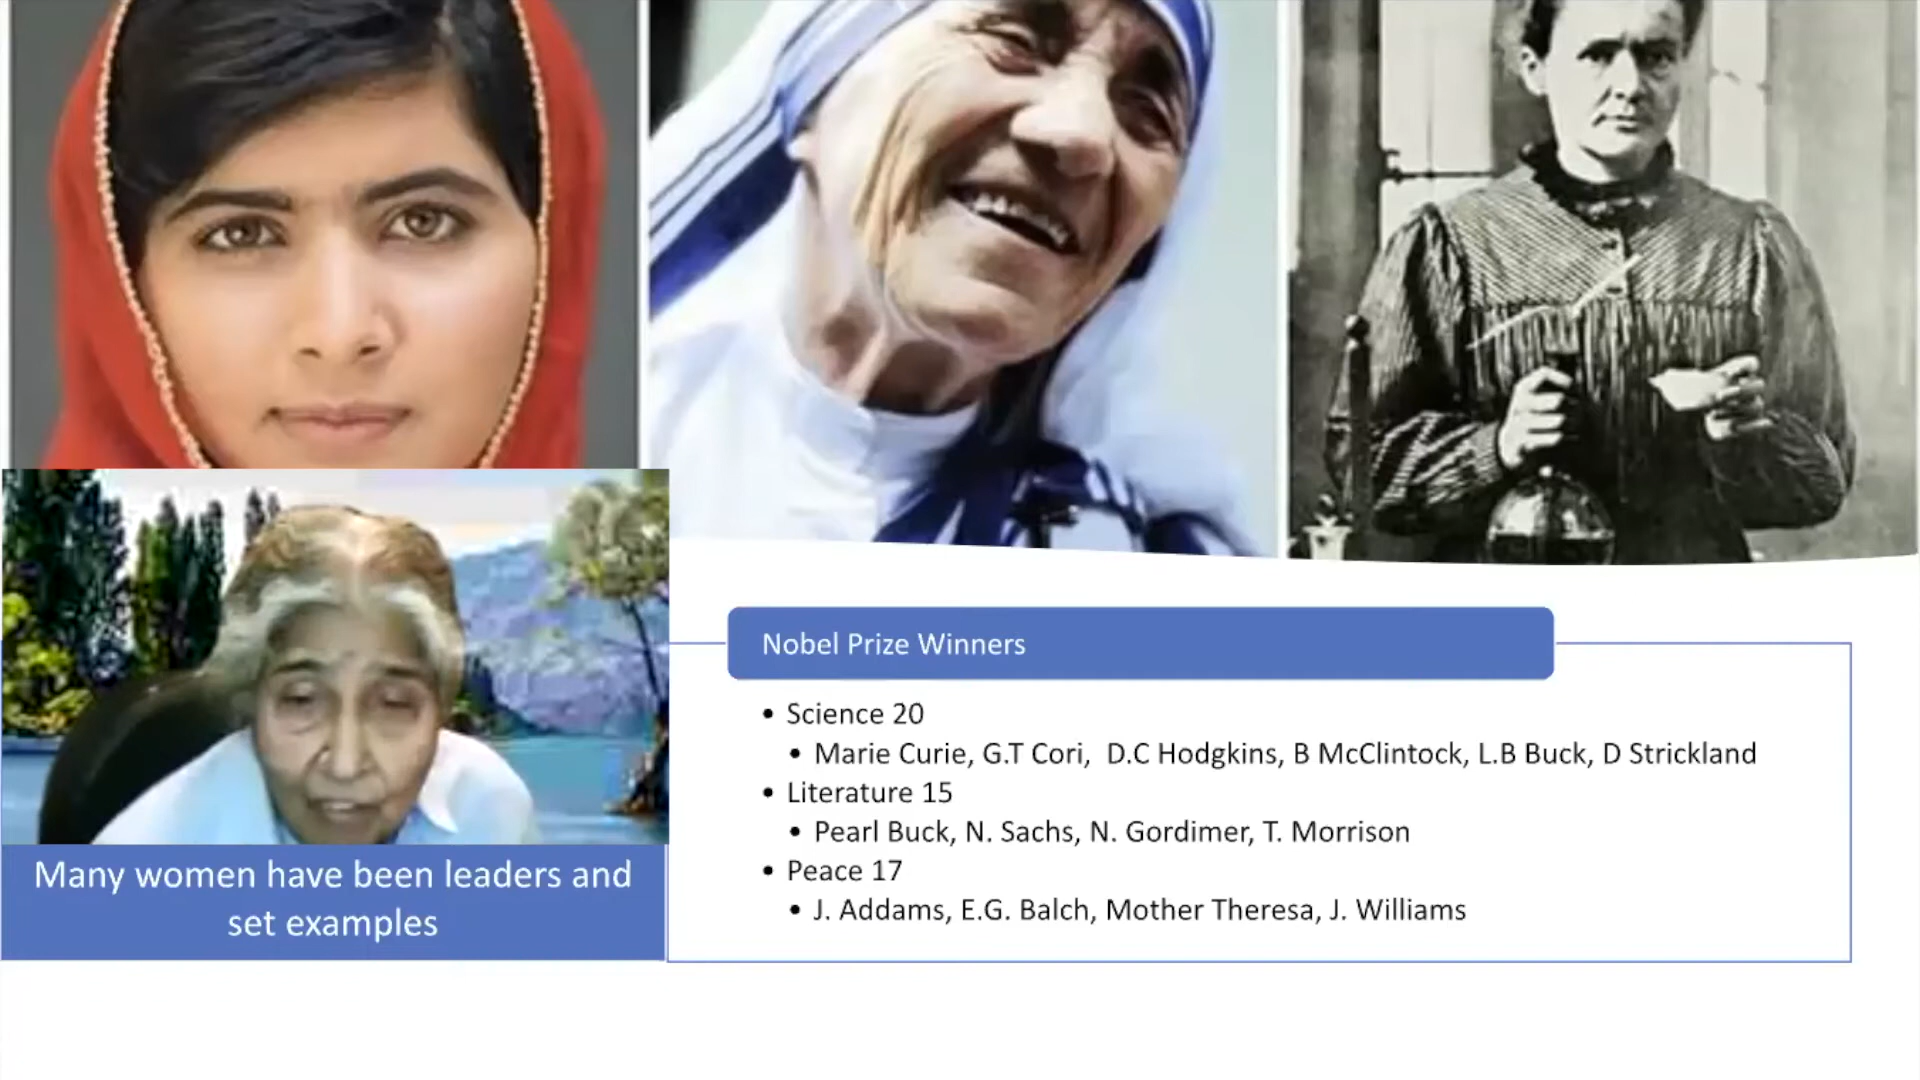 Many women have been leaders and
set examples
Nobel Prize Winners
• Science 20
• Marie Curie, G.T Cori, D.C Hodgkins, B McClintock, L.B Buck, D Strickland
• Literature 15
• Pearl Buck, N. Sachs, N. Gordimer, T. Morrison
• Peace 17
• J. Addams, E.G. Balch, Mother Theresa, J. Williams